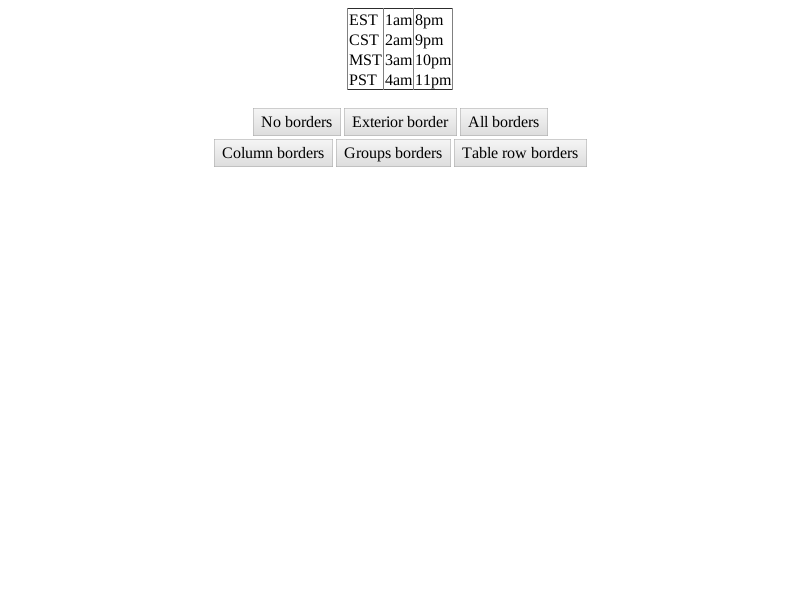 EST 1am 8pm
CST 2am 9pm
MST 3am 10pm
PST 4am 11pm
No borders Exterior border All borders
Column borders Groups borders Table row borders